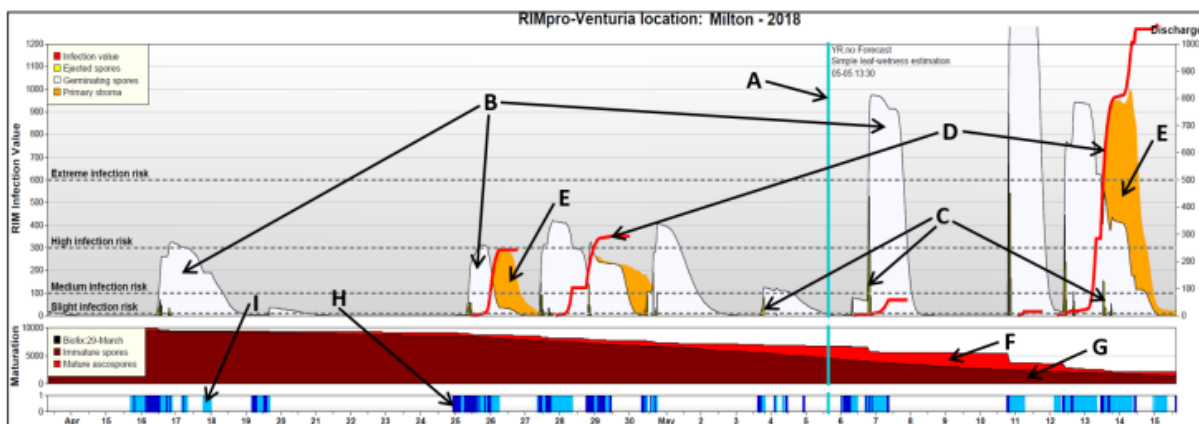 RIMpro-Venturia location: Milton - 2018
Discharge
RIM Infection Value
1200
1100
1000
900
800
700
600
500
400
300
200
100
0
Infection value
Ejected spores
Germinating spores
Primary stroma
Extreme infection risk
High infection risk
Medium infection risk
Slight infection risk
YR.no Forecast
Simple leaf-wetness estimation
05-05 13:30
A
B
C
D
E
E
F
G
H
I
1000
900
800
700
600
500
400
300
200
100
0
Maturation
10000
5000
0
Biofix:29-March
Immature spores
Mature ascospores
1
0
1
0
Apr 15 16 17 18 19 20 21 22 23 24 25 26 27 28 29 30 May 2 3 4 5 6 7 8 9 10 11 12 13 14 15